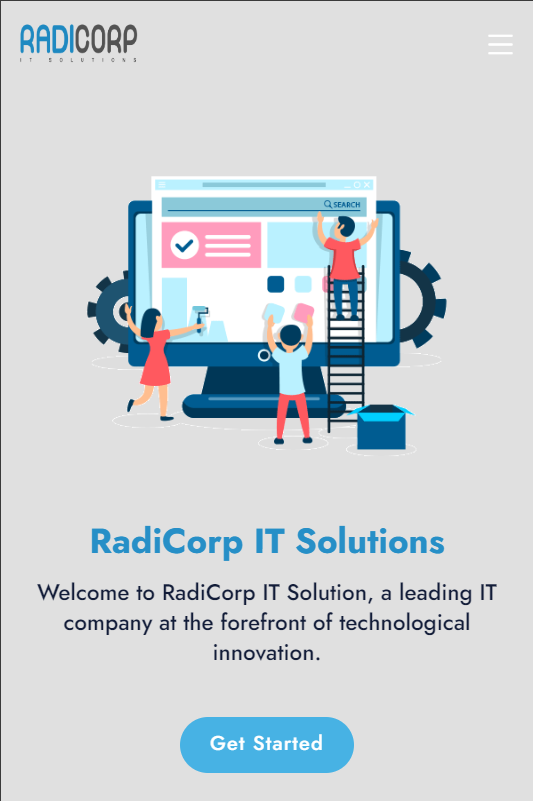 RADICORP
IT SOLUTIONS
SEARCH
RadiCorp IT Solutions
Welcome to RadiCorp IT Solution, a leading IT
company at the forefront of technological
innovation.
Get Started